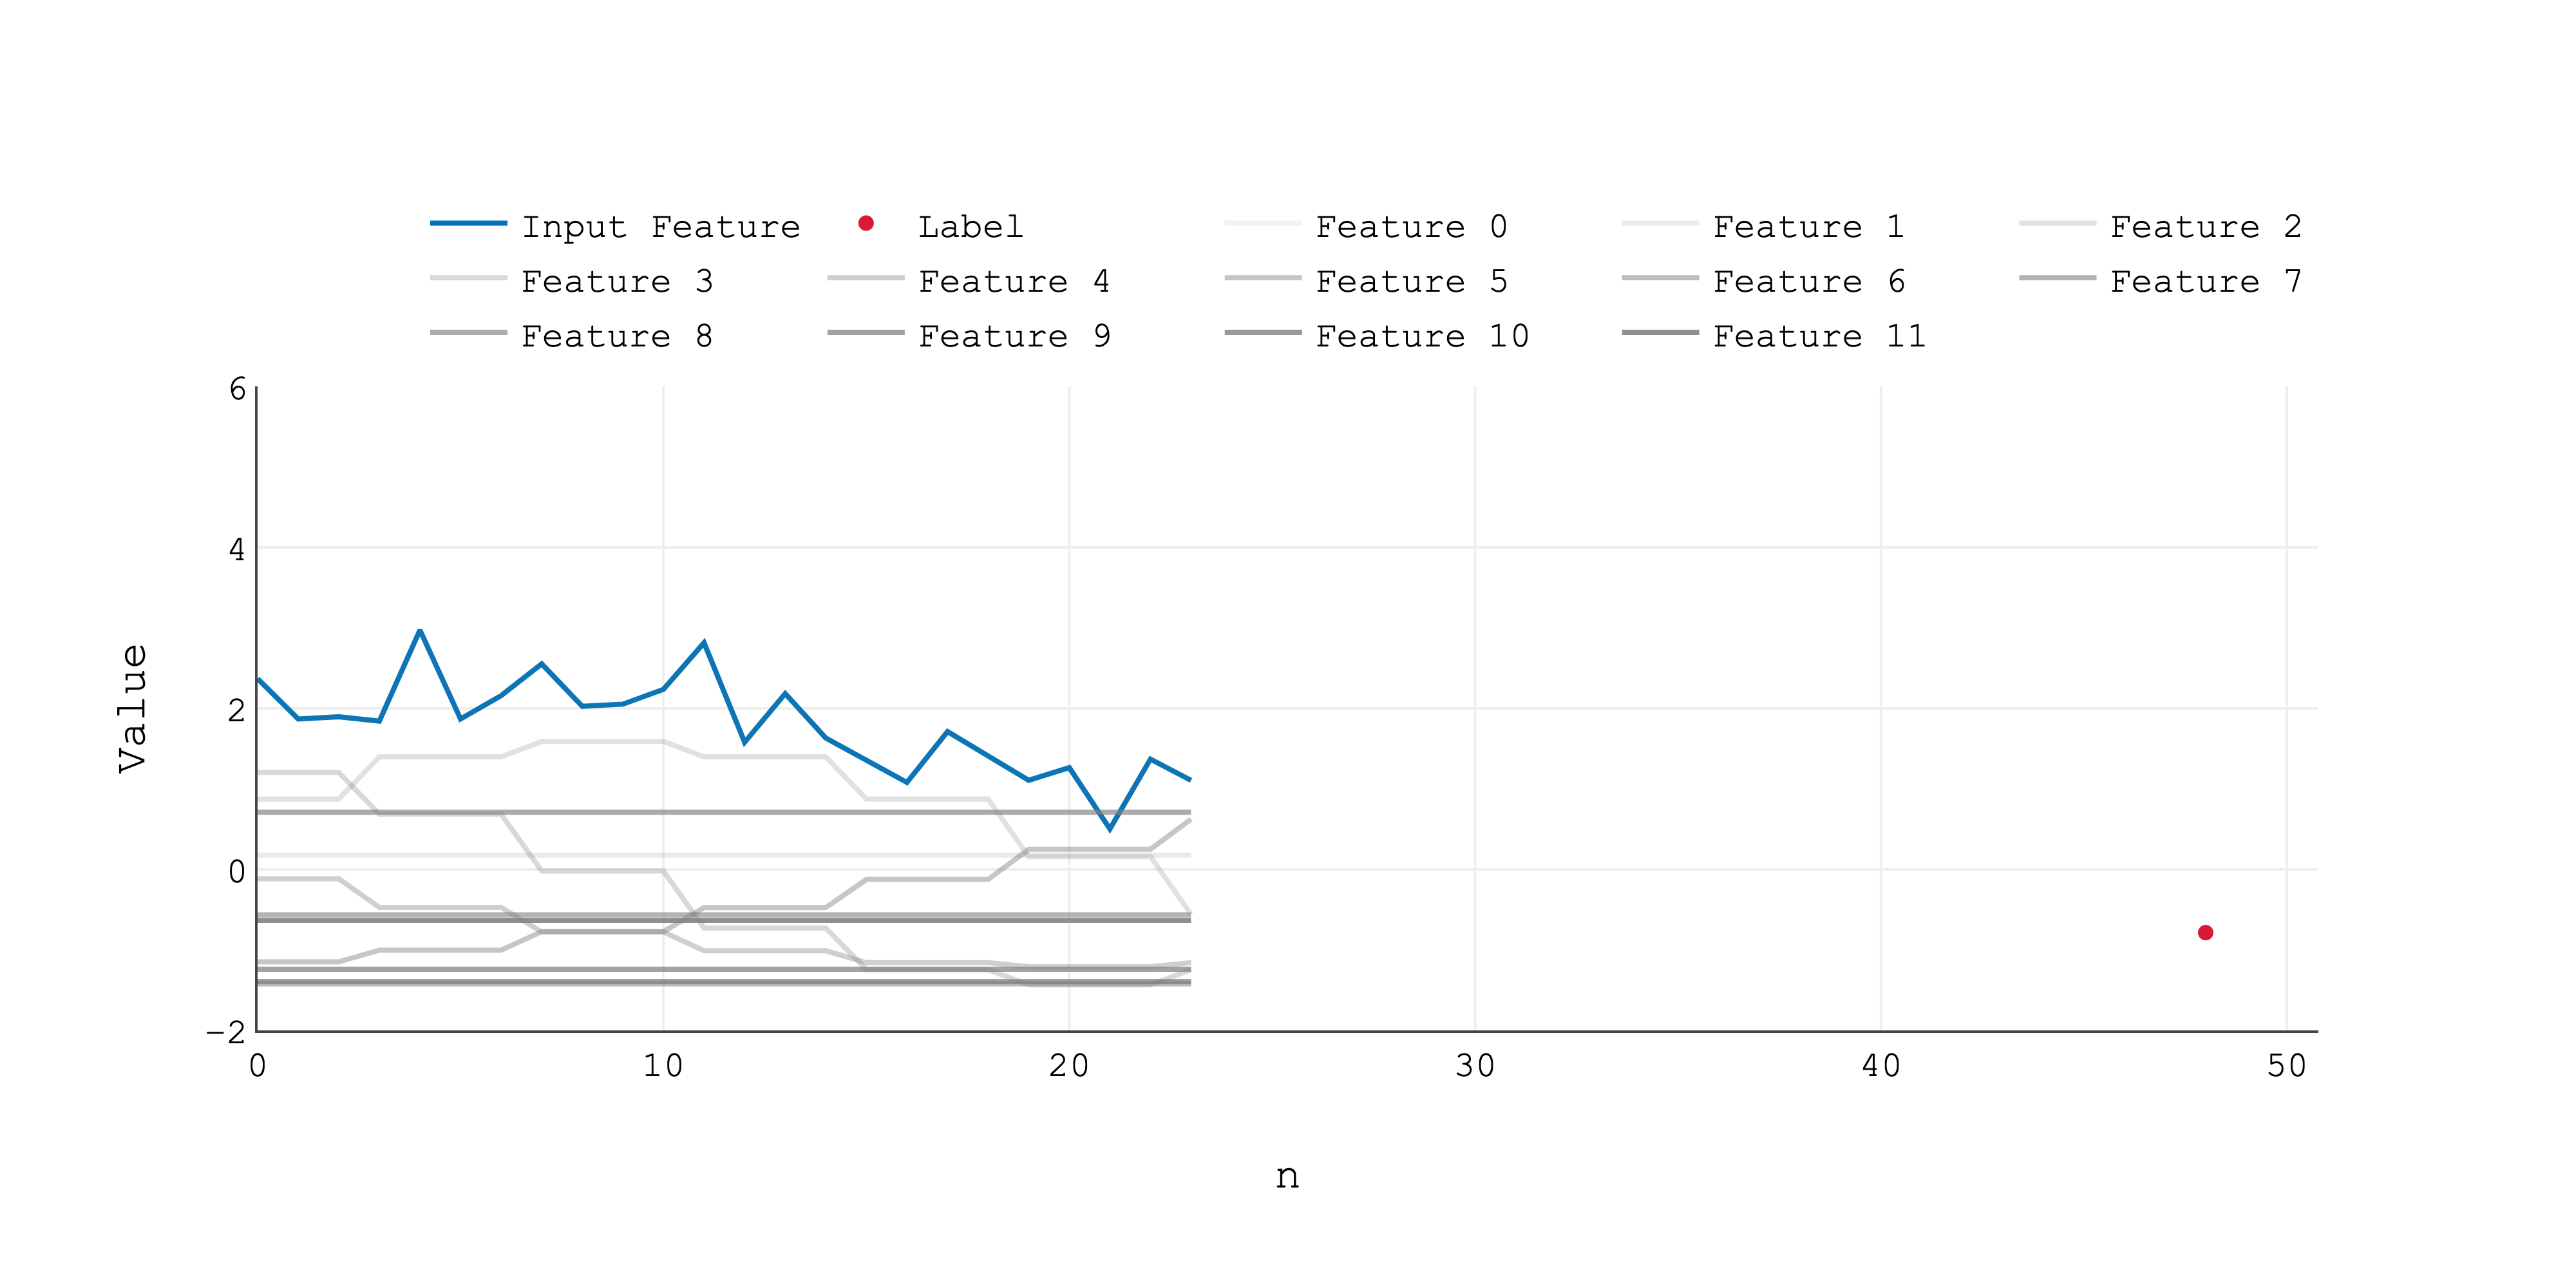 Input Feature Label Feature 0 Feature 1 Feature 2
Feature 3 Feature 4 Feature 5 Feature 6 Feature 7
Feature 8 Feature 9 Feature 10 Feature 11
6
4
2
0
−2
Value
0 10 20 30 40 50
n